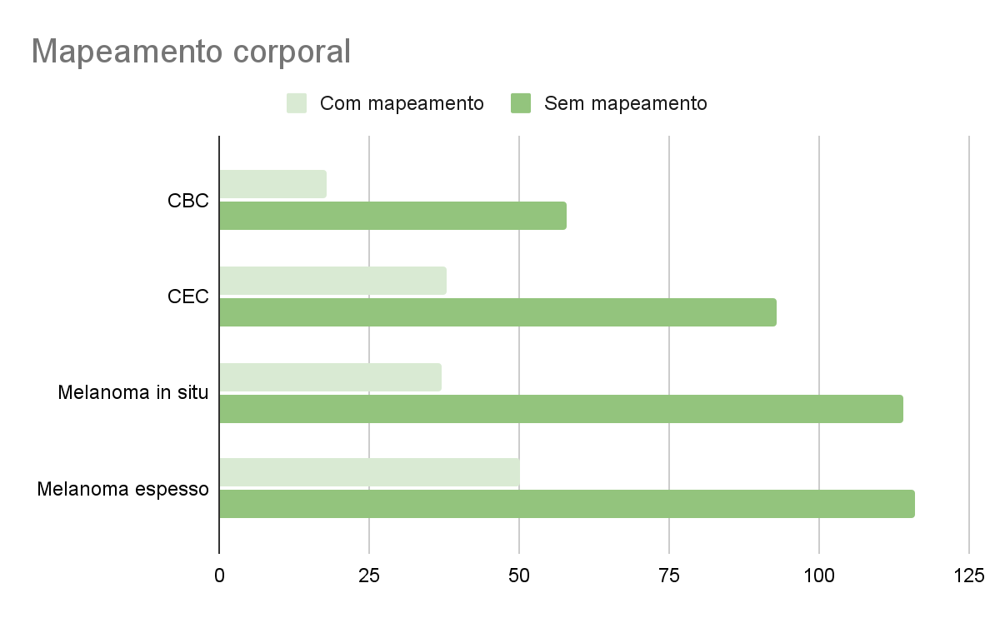 Mapeamento corporal
Com mapeamento Sem mapeamento
CBC
CEC
Melanoma in situ
Melanoma espesso
0 25 50 75 100 125